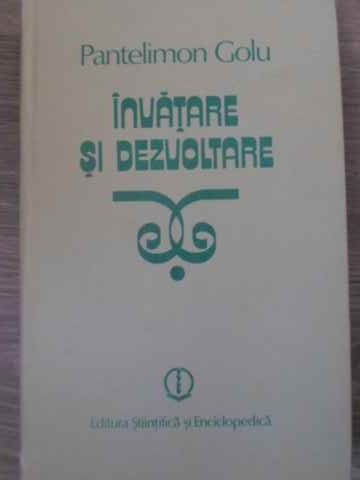 Pantelimon Golu
ÎNVĂȚARE
ȘI DEZVOLTARE
Editura Științifică și Enciclopedică